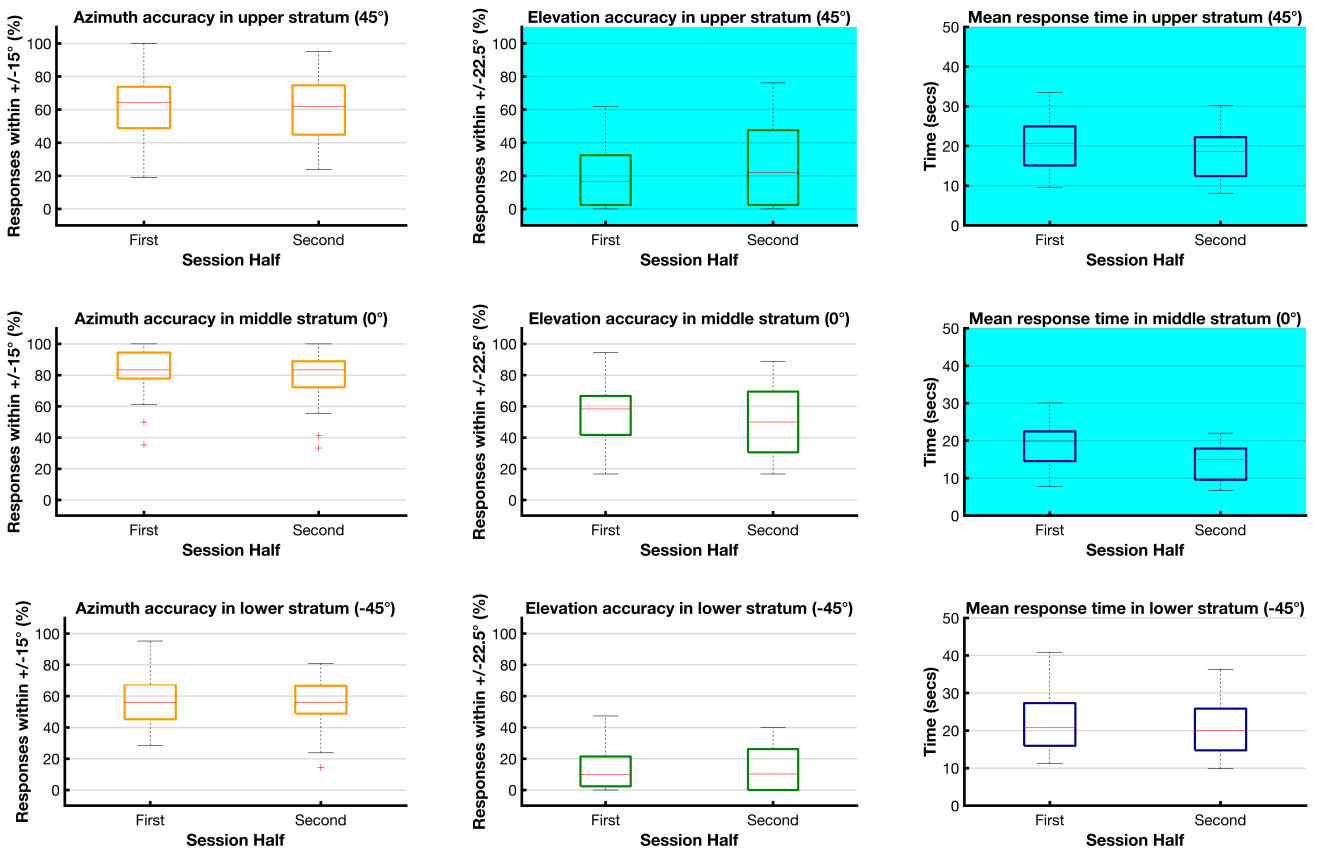 Azimuth accuracy in upper stratum (45°)
Responses within +/-15° (%)
100
80
60
40
20
0
First
Second
Session Half
Elevation accuracy in upper stratum (45°)
Responses within +/-22.5° (%)
100
80
60
40
20
0
First
Second
Session Half
Mean response time in upper stratum (45°)
Time (secs)
50
40
30
20
10
0
First
Second
Session Half
Azimuth accuracy in middle stratum (0°)
Responses within +/-15° (%)
100
80
60
40
20
0
First
Second
Session Half
Elevation accuracy in middle stratum (0°)
Responses within +/-22.5° (%)
100
80
60
40
20
0
First
Second
Session Half
Mean response time in middle stratum (0°)
Time (secs)
50
40
30
20
10
0
First
Second
Session Half
Azimuth accuracy in lower stratum (-45°)
Responses within +/-15° (%)
100
80
60
40
20
0
First
Second
Session Half
Elevation accuracy in lower stratum (-45°)
Responses within +/-22.5° (%)
100
80
60
40
20
0
First
Second
Session Half
Mean response time in lower stratum (-45°)
Time (secs)
50
40
30
20
10
0
First
Second
Session Half